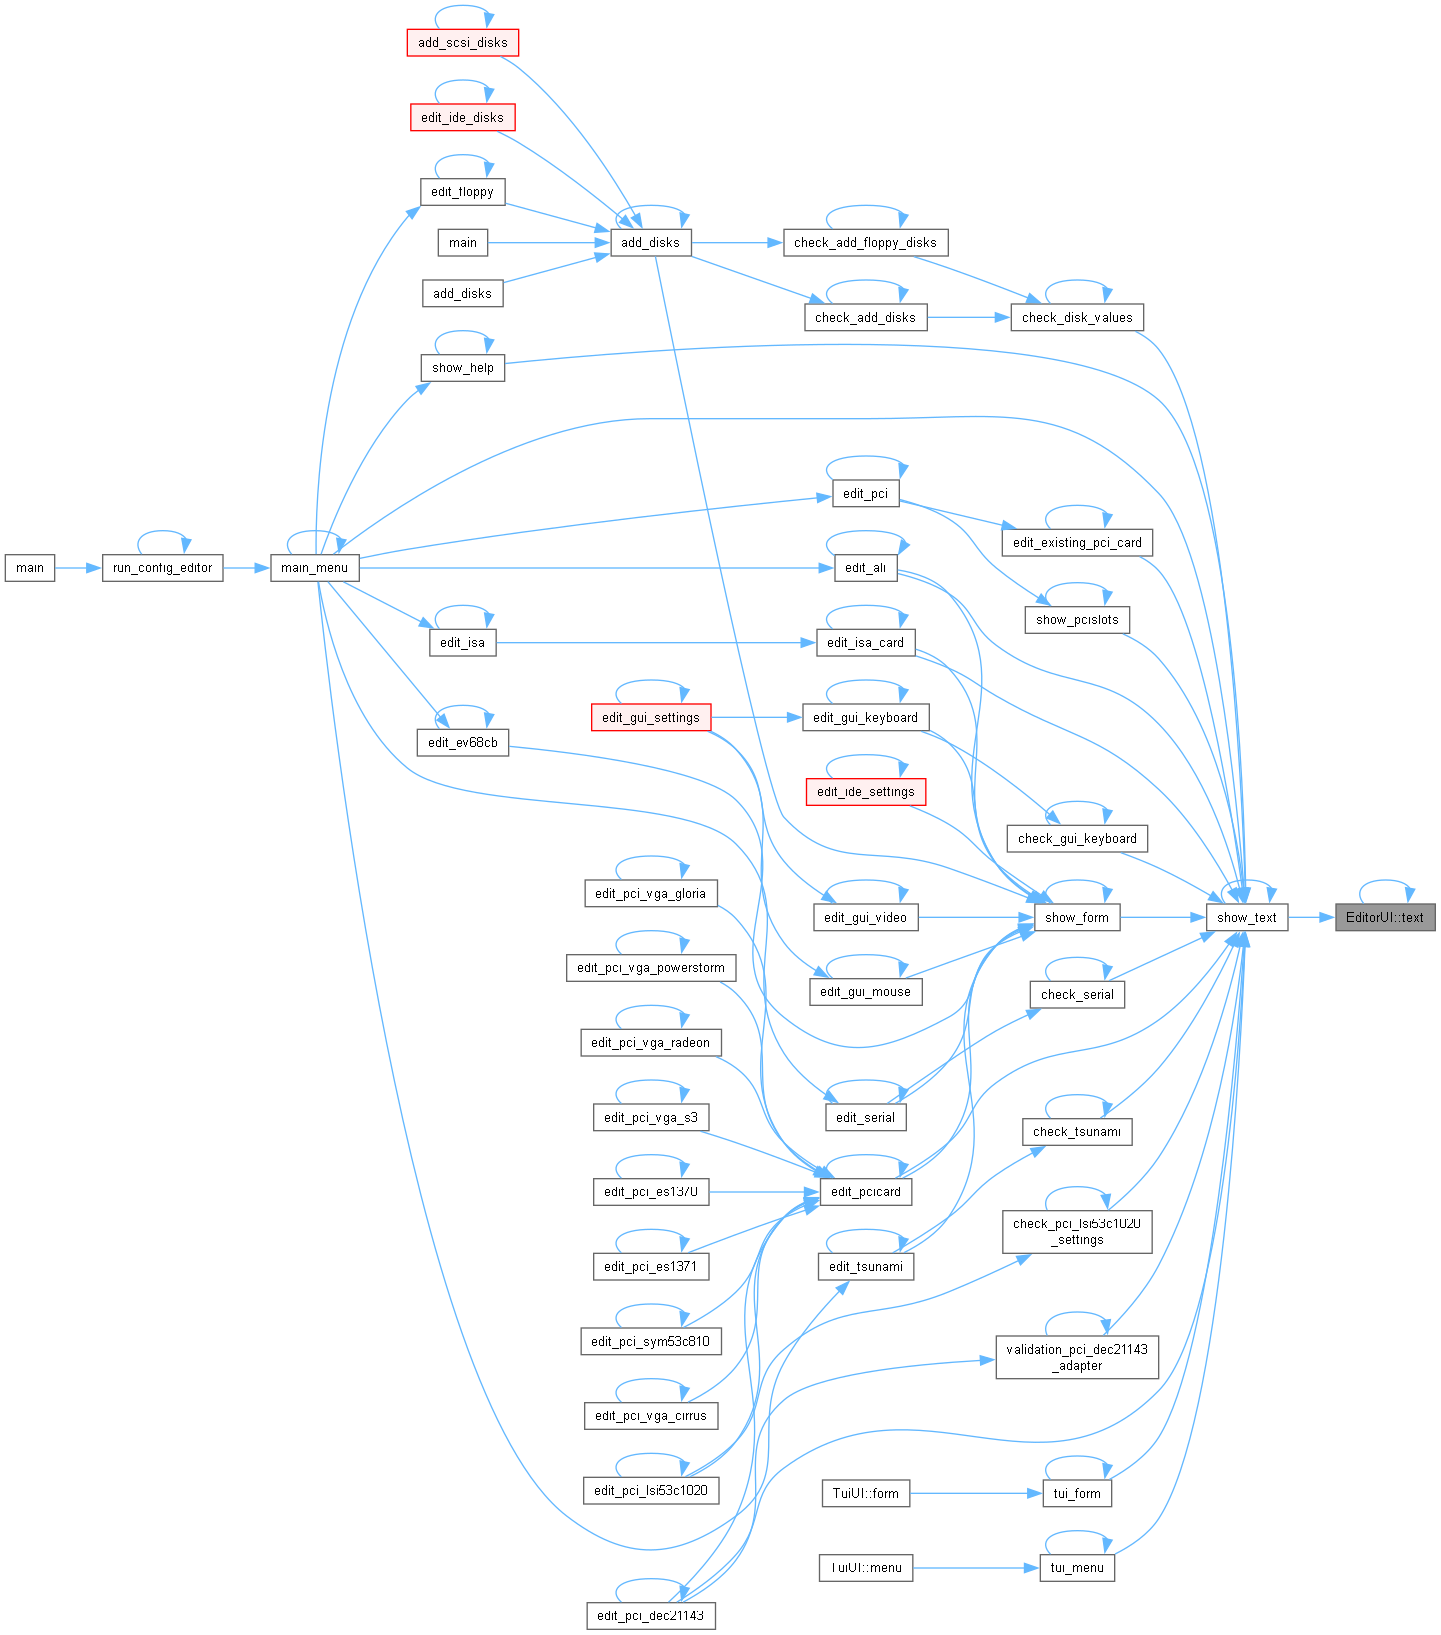 add_scsi_disks
edit_ide_disks
edit_floppy
main
add_disks
check_add_floppy_disks
add_disks
check_add_disks
check_disk_values
show_help
edit_pci
edit_existing_pci_card
main
run_config_editor
main_menu
edit_ali
show_pcislots
edit_isa
edit_isa_card
edit_gui_settings
edit_gui_keyboard
edit_ev68cb
edit_ide_settings
check_gui_keyboard
edit_pci_vga_gloria
edit_gui_video
show_form
show_text
EditorUI::text
edit_pci_vga_powerstorm
edit_gui_mouse
check_serial
edit_pci_vga_radeon
edit_pci_vga_s3
edit_serial
check_tsunami
edit_pci_es1370
edit_pcicard
check_pci_lsi53c1020
_settings
edit_pci_es1371
edit_tsunami
edit_pci_sym53c810
validation_pci_dec21143
_adapter
edit_pci_vga_cirrus
edit_pci_lsi53c1020
TuiUI::form
tui_form
TuiUI::menu
tui_menu
edit_pci_dec21143